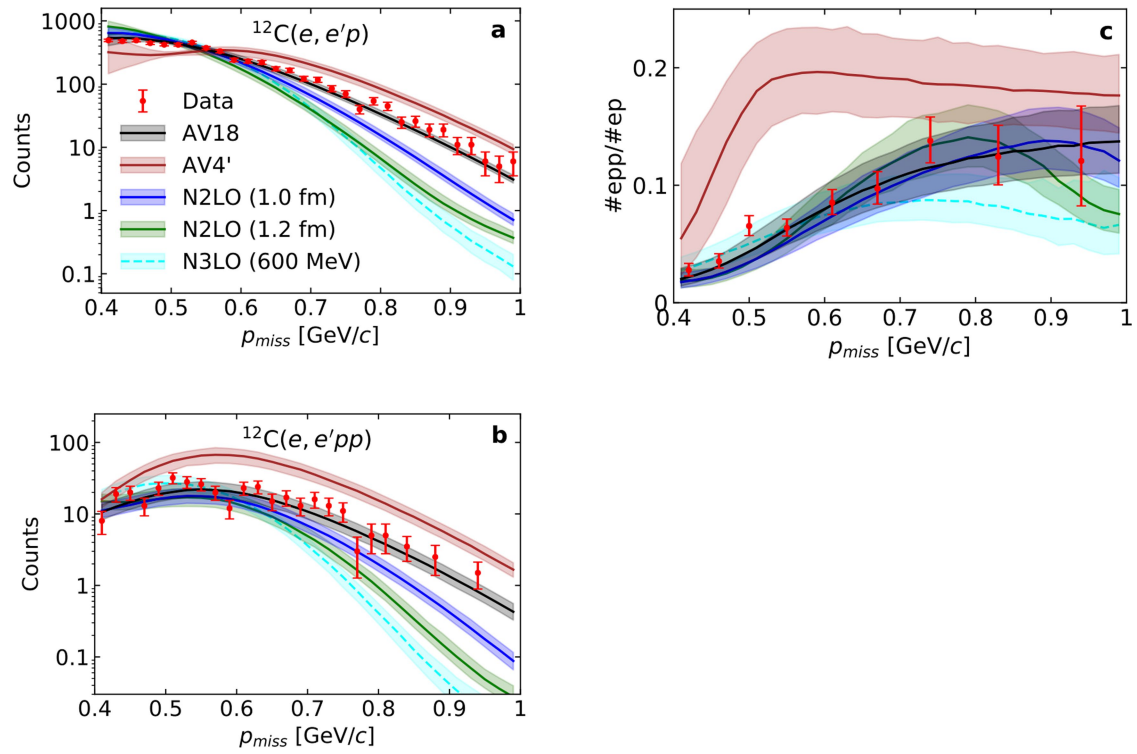 1000
100
10
1
0.1
Counts
¹²C(e, e′p)
a
Data
AV18
AV4'
N2LO (1.0 fm)
N2LO (1.2 fm)
N3LO (600 MeV)
0.4 0.5 0.6 0.7 0.8 0.9 1
p_miss [GeV/c]
c
0.2
0.1
0
#epp/#ep
0.4 0.5 0.6 0.7 0.8 0.9 1
p_miss [GeV/c]
¹²C(e, e′pp)
b
100
10
1
0.1
Counts
0.4 0.5 0.6 0.7 0.8 0.9 1
p_miss [GeV/c]